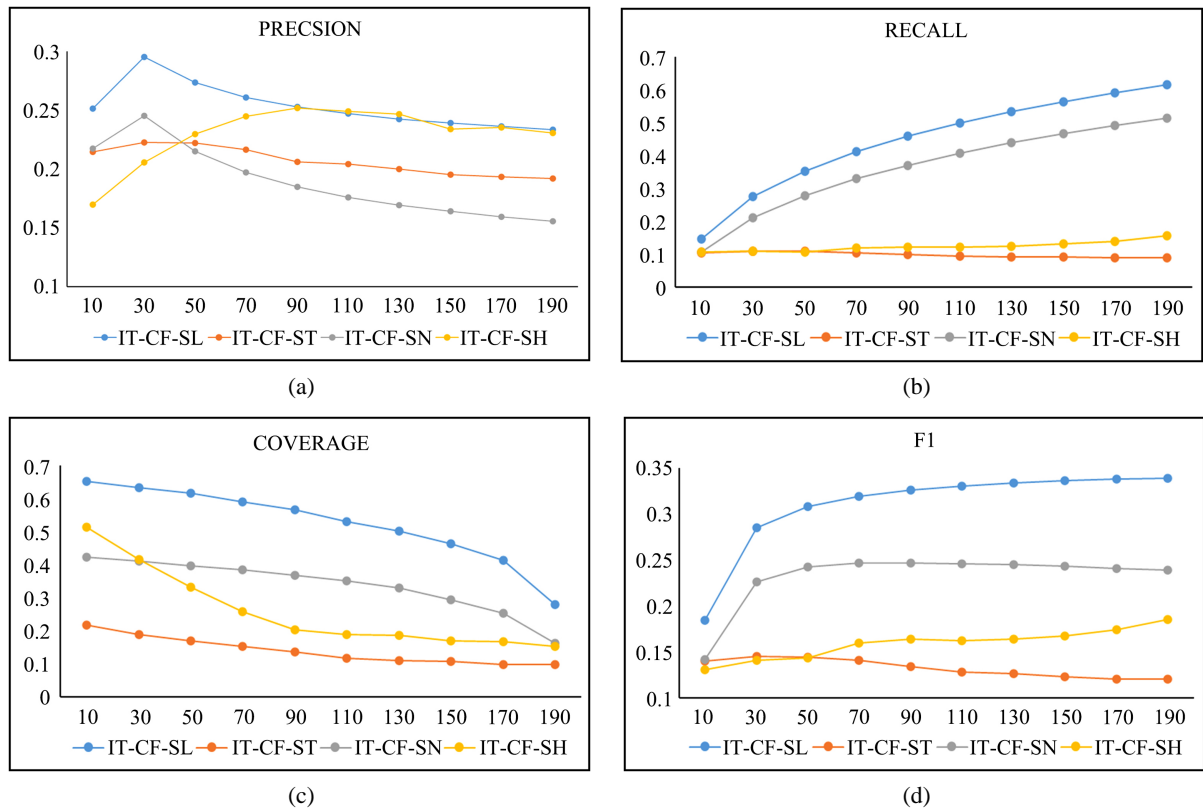 PRECSION
0.3
0.25
0.2
0.15
0.1
10 30 50 70 90 110 130 150 170 190
IT-CF-SL IT-CF-ST IT-CF-SN IT-CF-SH
(a)
RECALL
0.7
0.6
0.5
0.4
0.3
0.2
0.1
0
10 30 50 70 90 110 130 150 170 190
IT-CF-SL IT-CF-ST IT-CF-SN IT-CF-SH
(b)
COVERAGE
0.7
0.6
0.5
0.4
0.3
0.2
0.1
0
10 30 50 70 90 110 130 150 170 190
IT-CF-SL IT-CF-ST IT-CF-SN IT-CF-SH
(c)
F1
0.35
0.3
0.25
0.2
0.15
0.1
10 30 50 70 90 110 130 150 170 190
IT-CF-SL IT-CF-ST IT-CF-SN IT-CF-SH
(d)